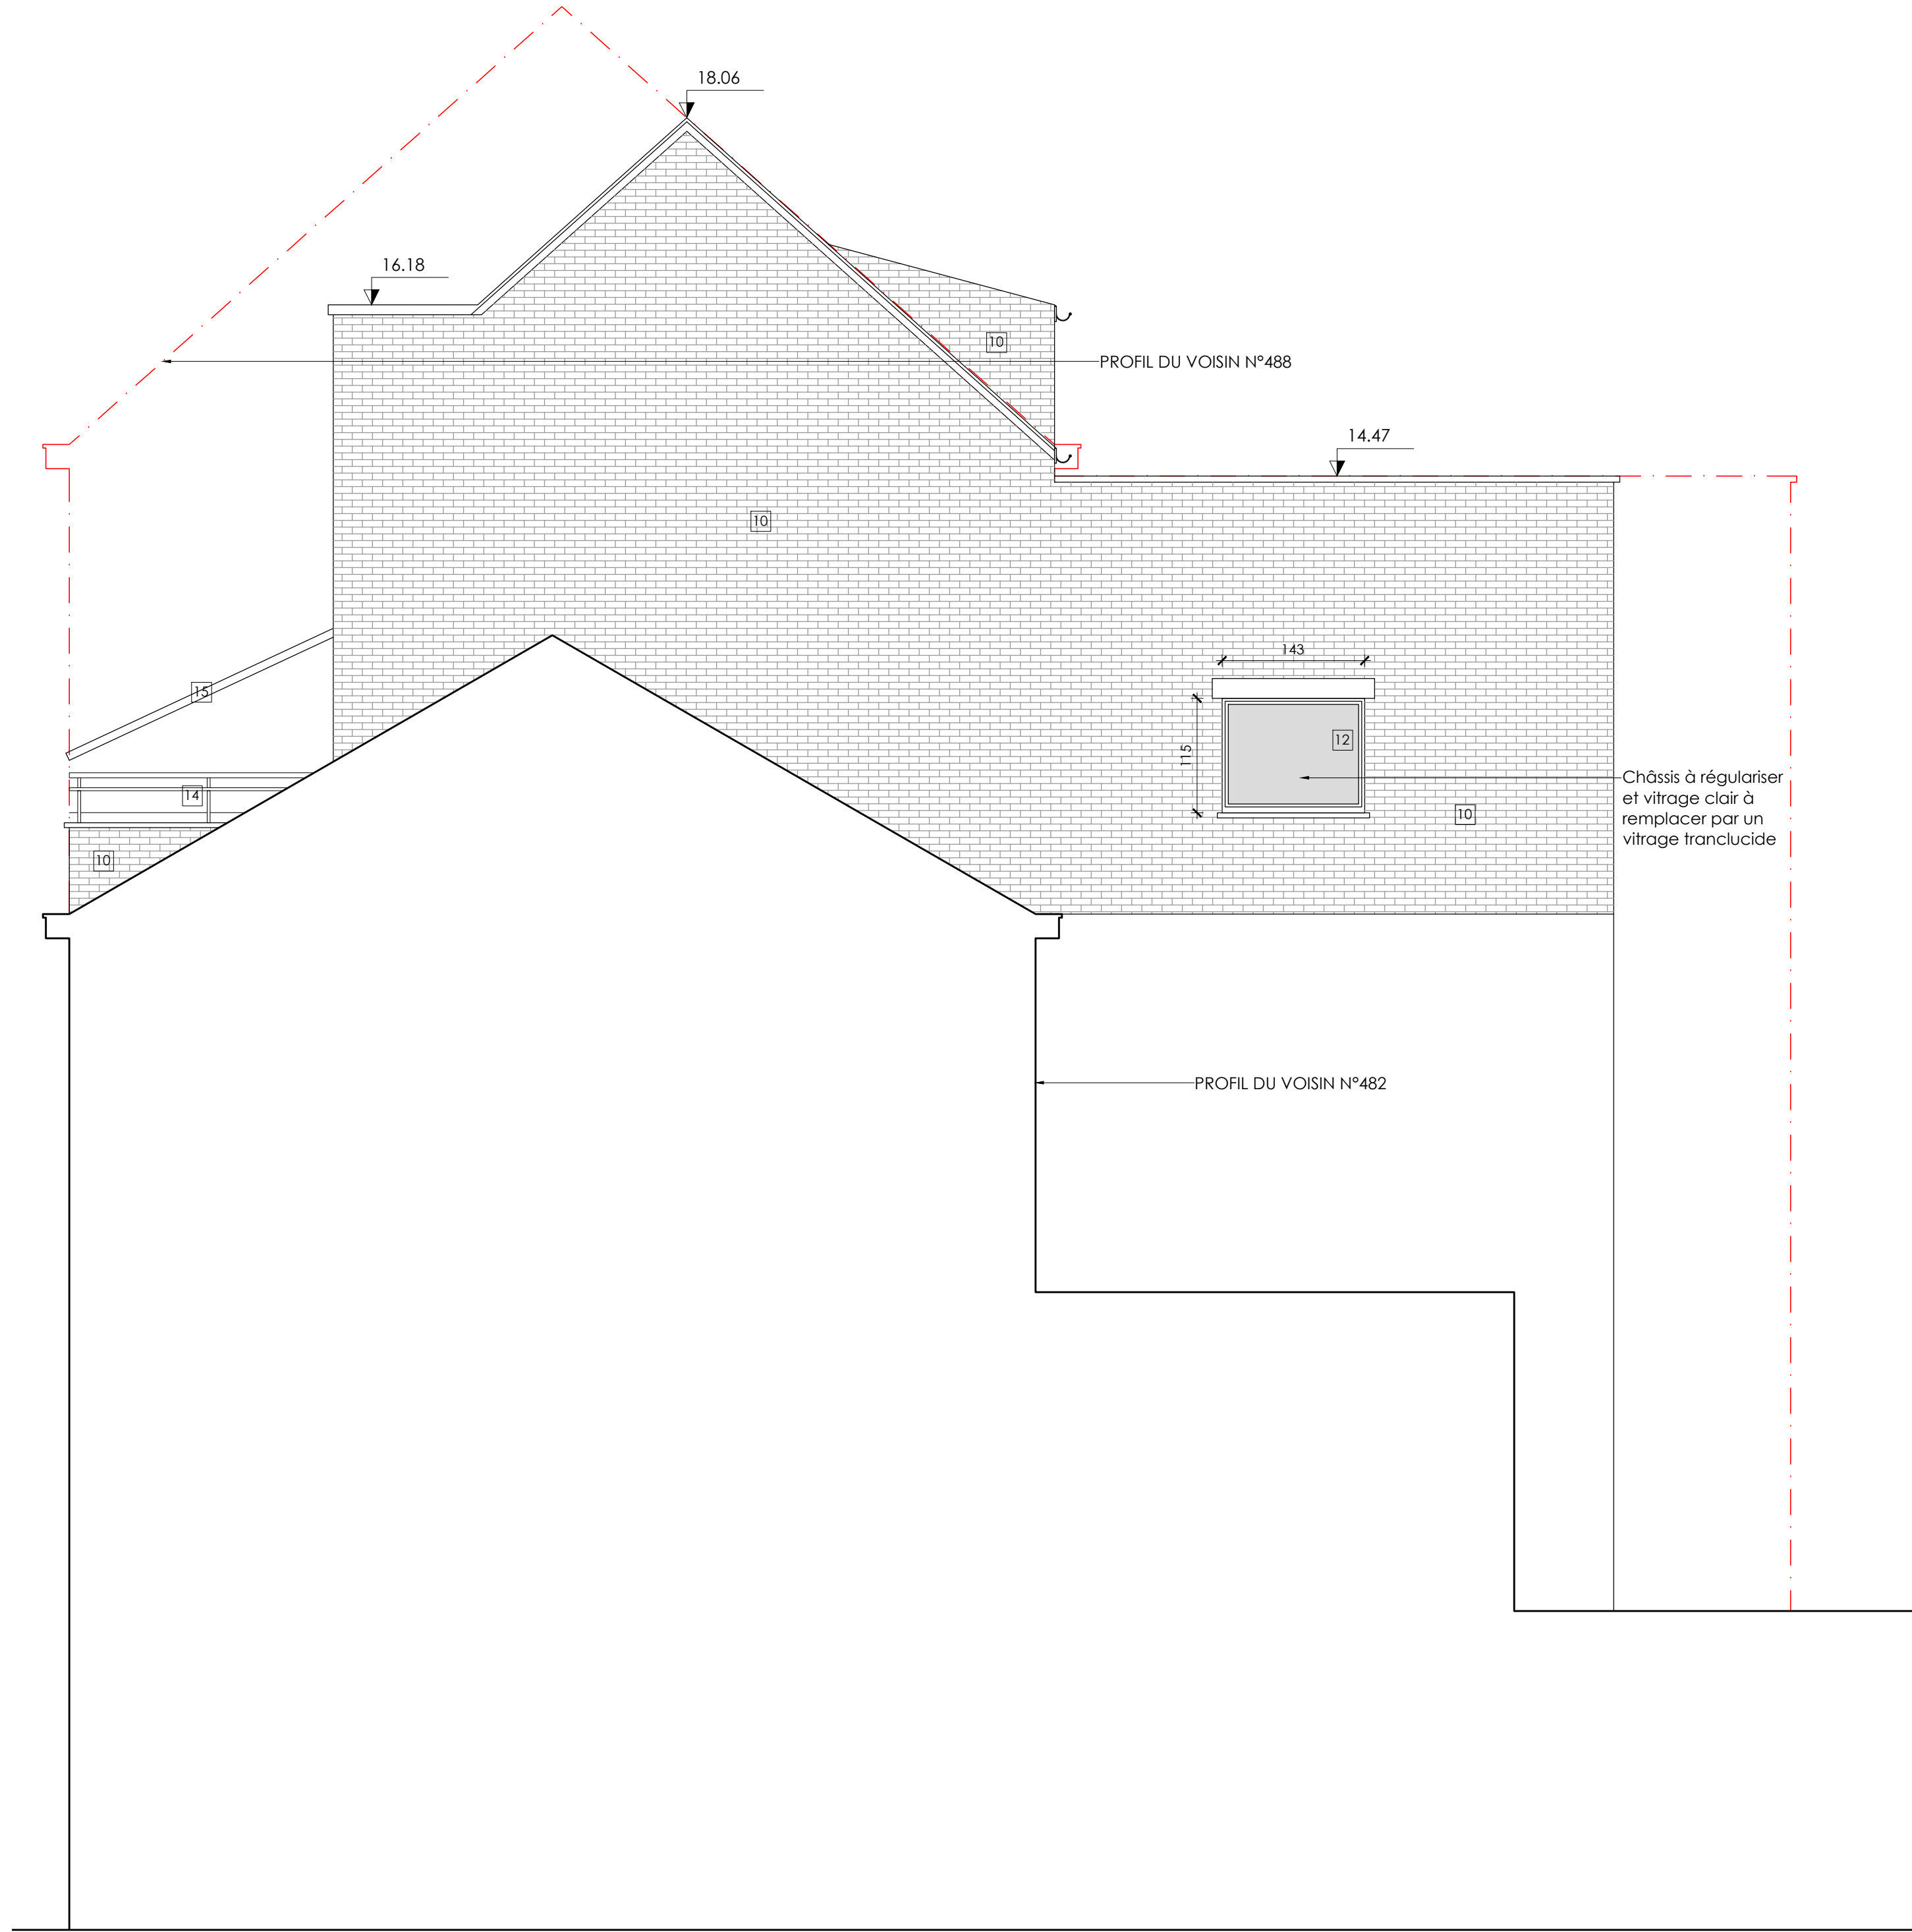 18.06
16.18
10
PROFIL DU VOISIN N°488
14.47
10
143
15
12
115
Châssis à régulariser
et vitrage clair à
remplacer par un
vitrage tranclucide
14
10
10
PROFIL DU VOISIN N°482